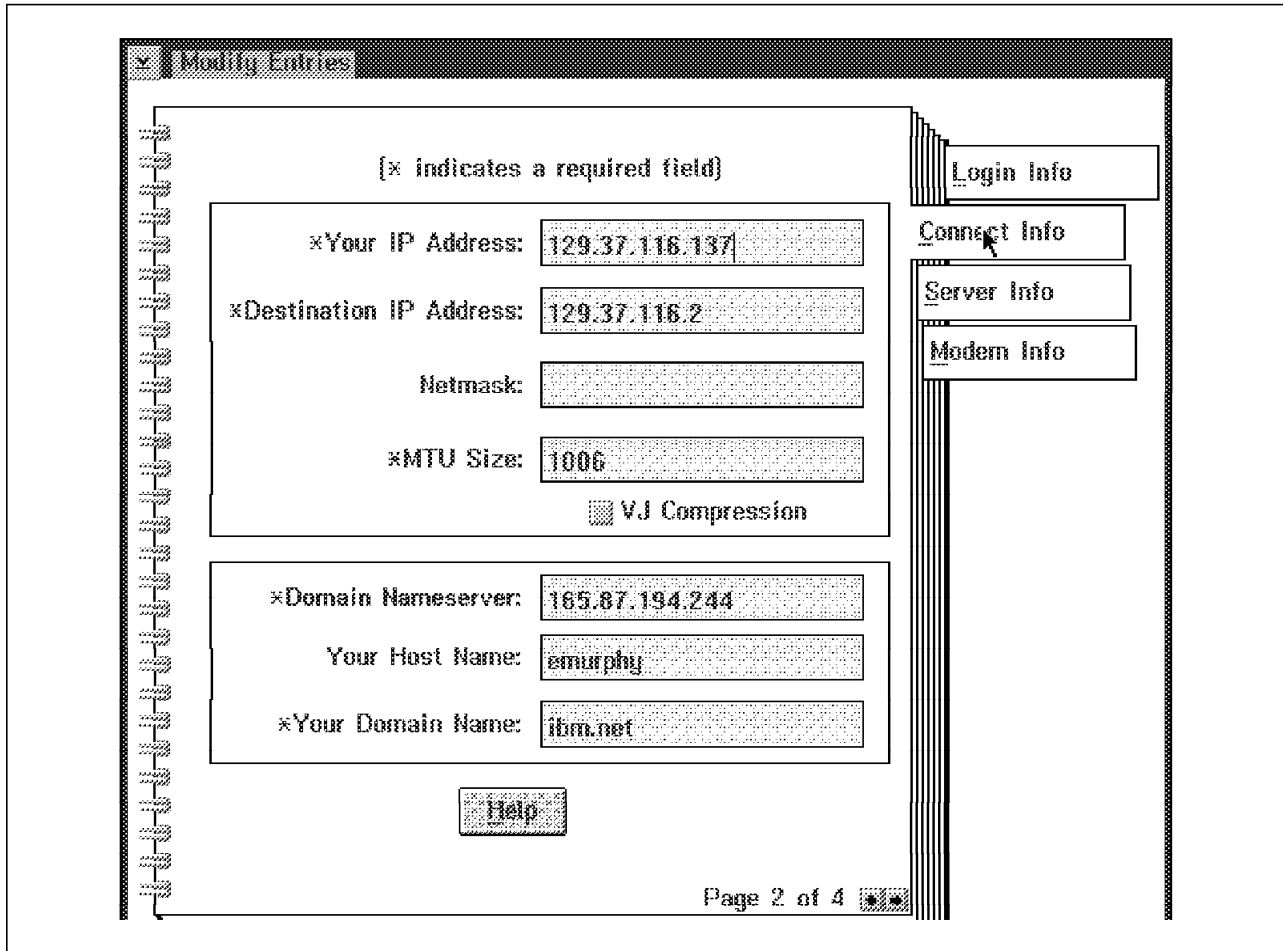 Modify Entries
(* indicates a required field)
*Your IP Address: 129.37.116.137
*Destination IP Address: 129.37.116.2
Netmask:
*MTU Size: 1006
VJ Compression
*Domain Nameserver: 165.87.194.244
Your Host Name: emurphy
*Your Domain Name: ibm.net
Help
Page 2 of 4
Login Info
Connect Info
Server Info
Modem Info